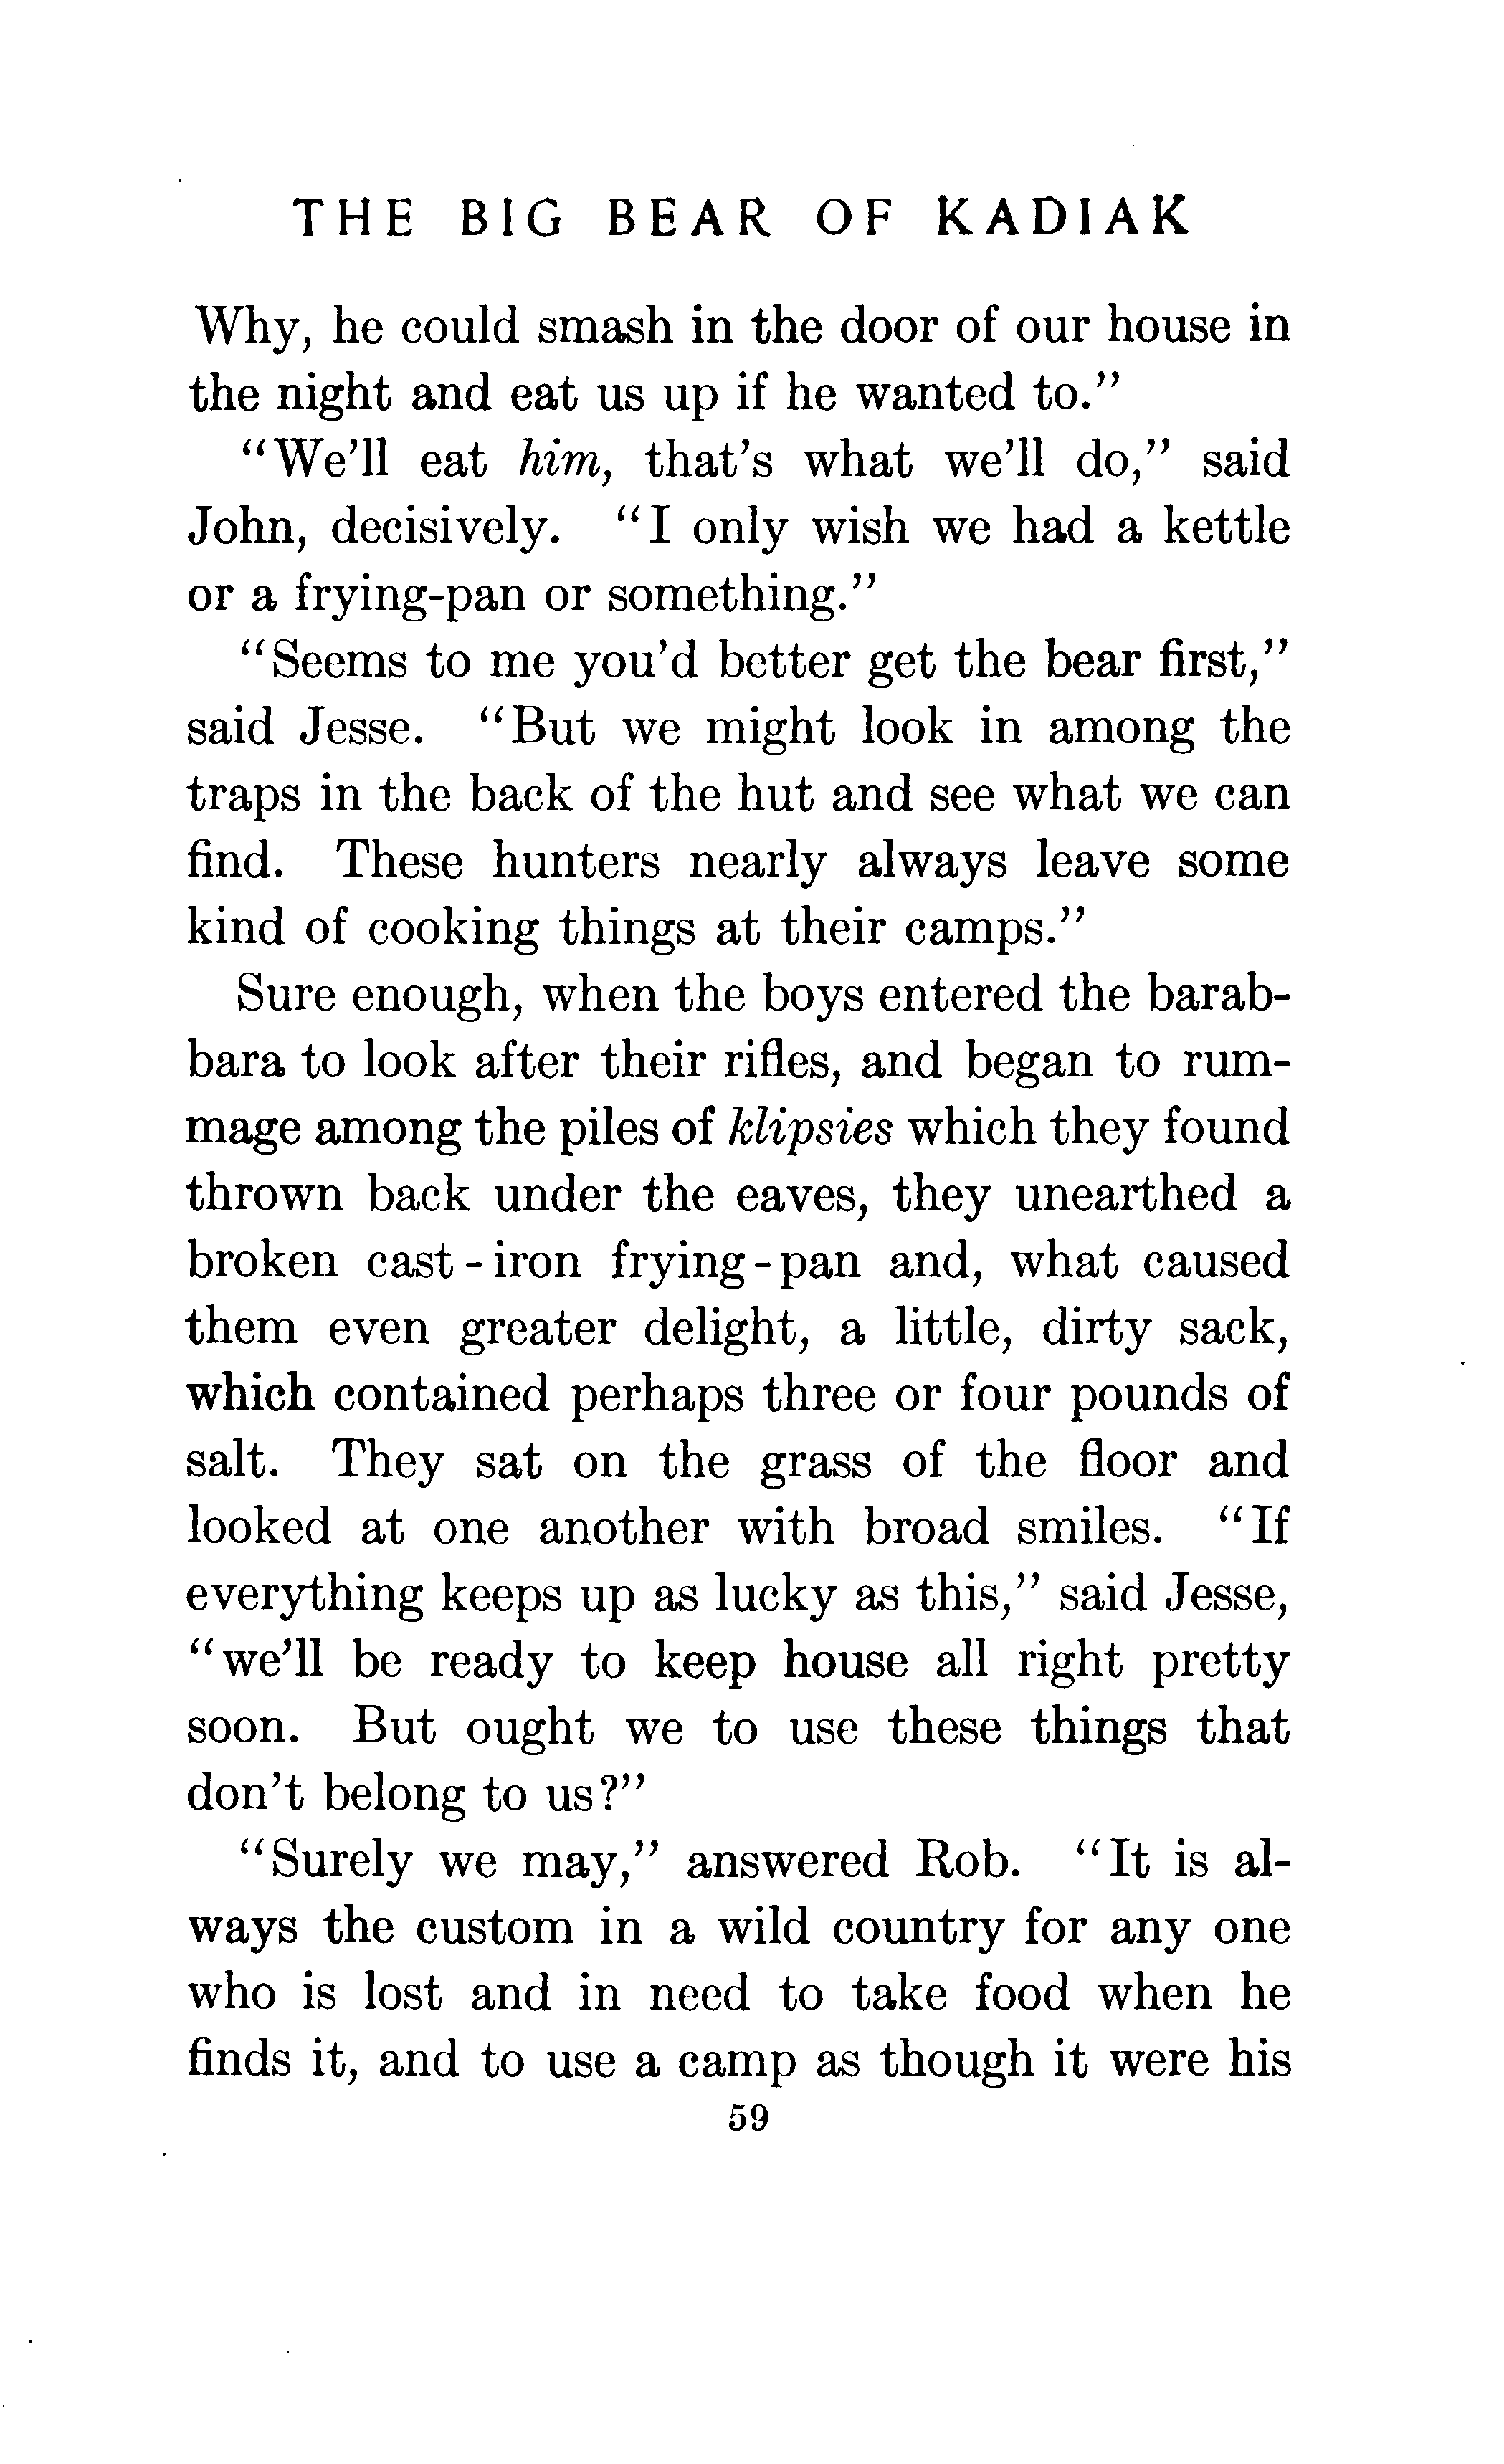 THE BIG BEAR OF KADIAK
Why, he could smash in the door of our house in
the night and eat us up if he wanted to."
"We'll eat him, that's what we'll do," said
John, decisively. "I only wish we had a kettle
or a frying-pan or something."
"Seems to me you'd better get the bear first,"
said Jesse. "But we might look in among the
traps in the back of the hut and see what we can
find. These hunters nearly always leave some
kind of cooking things at their camps."
Sure enough, when the boys entered the barab-
bara to look after their rifles, and began to rum-
mage among the piles of klipsies which they found
thrown back under the eaves, they unearthed a
broken cast-iron frying-pan and, what caused
them even greater delight, a little, dirty sack,
which contained perhaps three or four pounds of
salt. They sat on the grass of the floor and
looked at one another with broad smiles. "If
everything keeps up as lucky as this," said Jesse,
"we'll be ready to keep house all right pretty
soon. But ought we to use these things that
don't belong to us?"
"Surely we may," answered Rob. "It is al-
ways the custom in a wild country for any one
who is lost and in need to take food when he
finds it, and to use a camp as though it were his
59